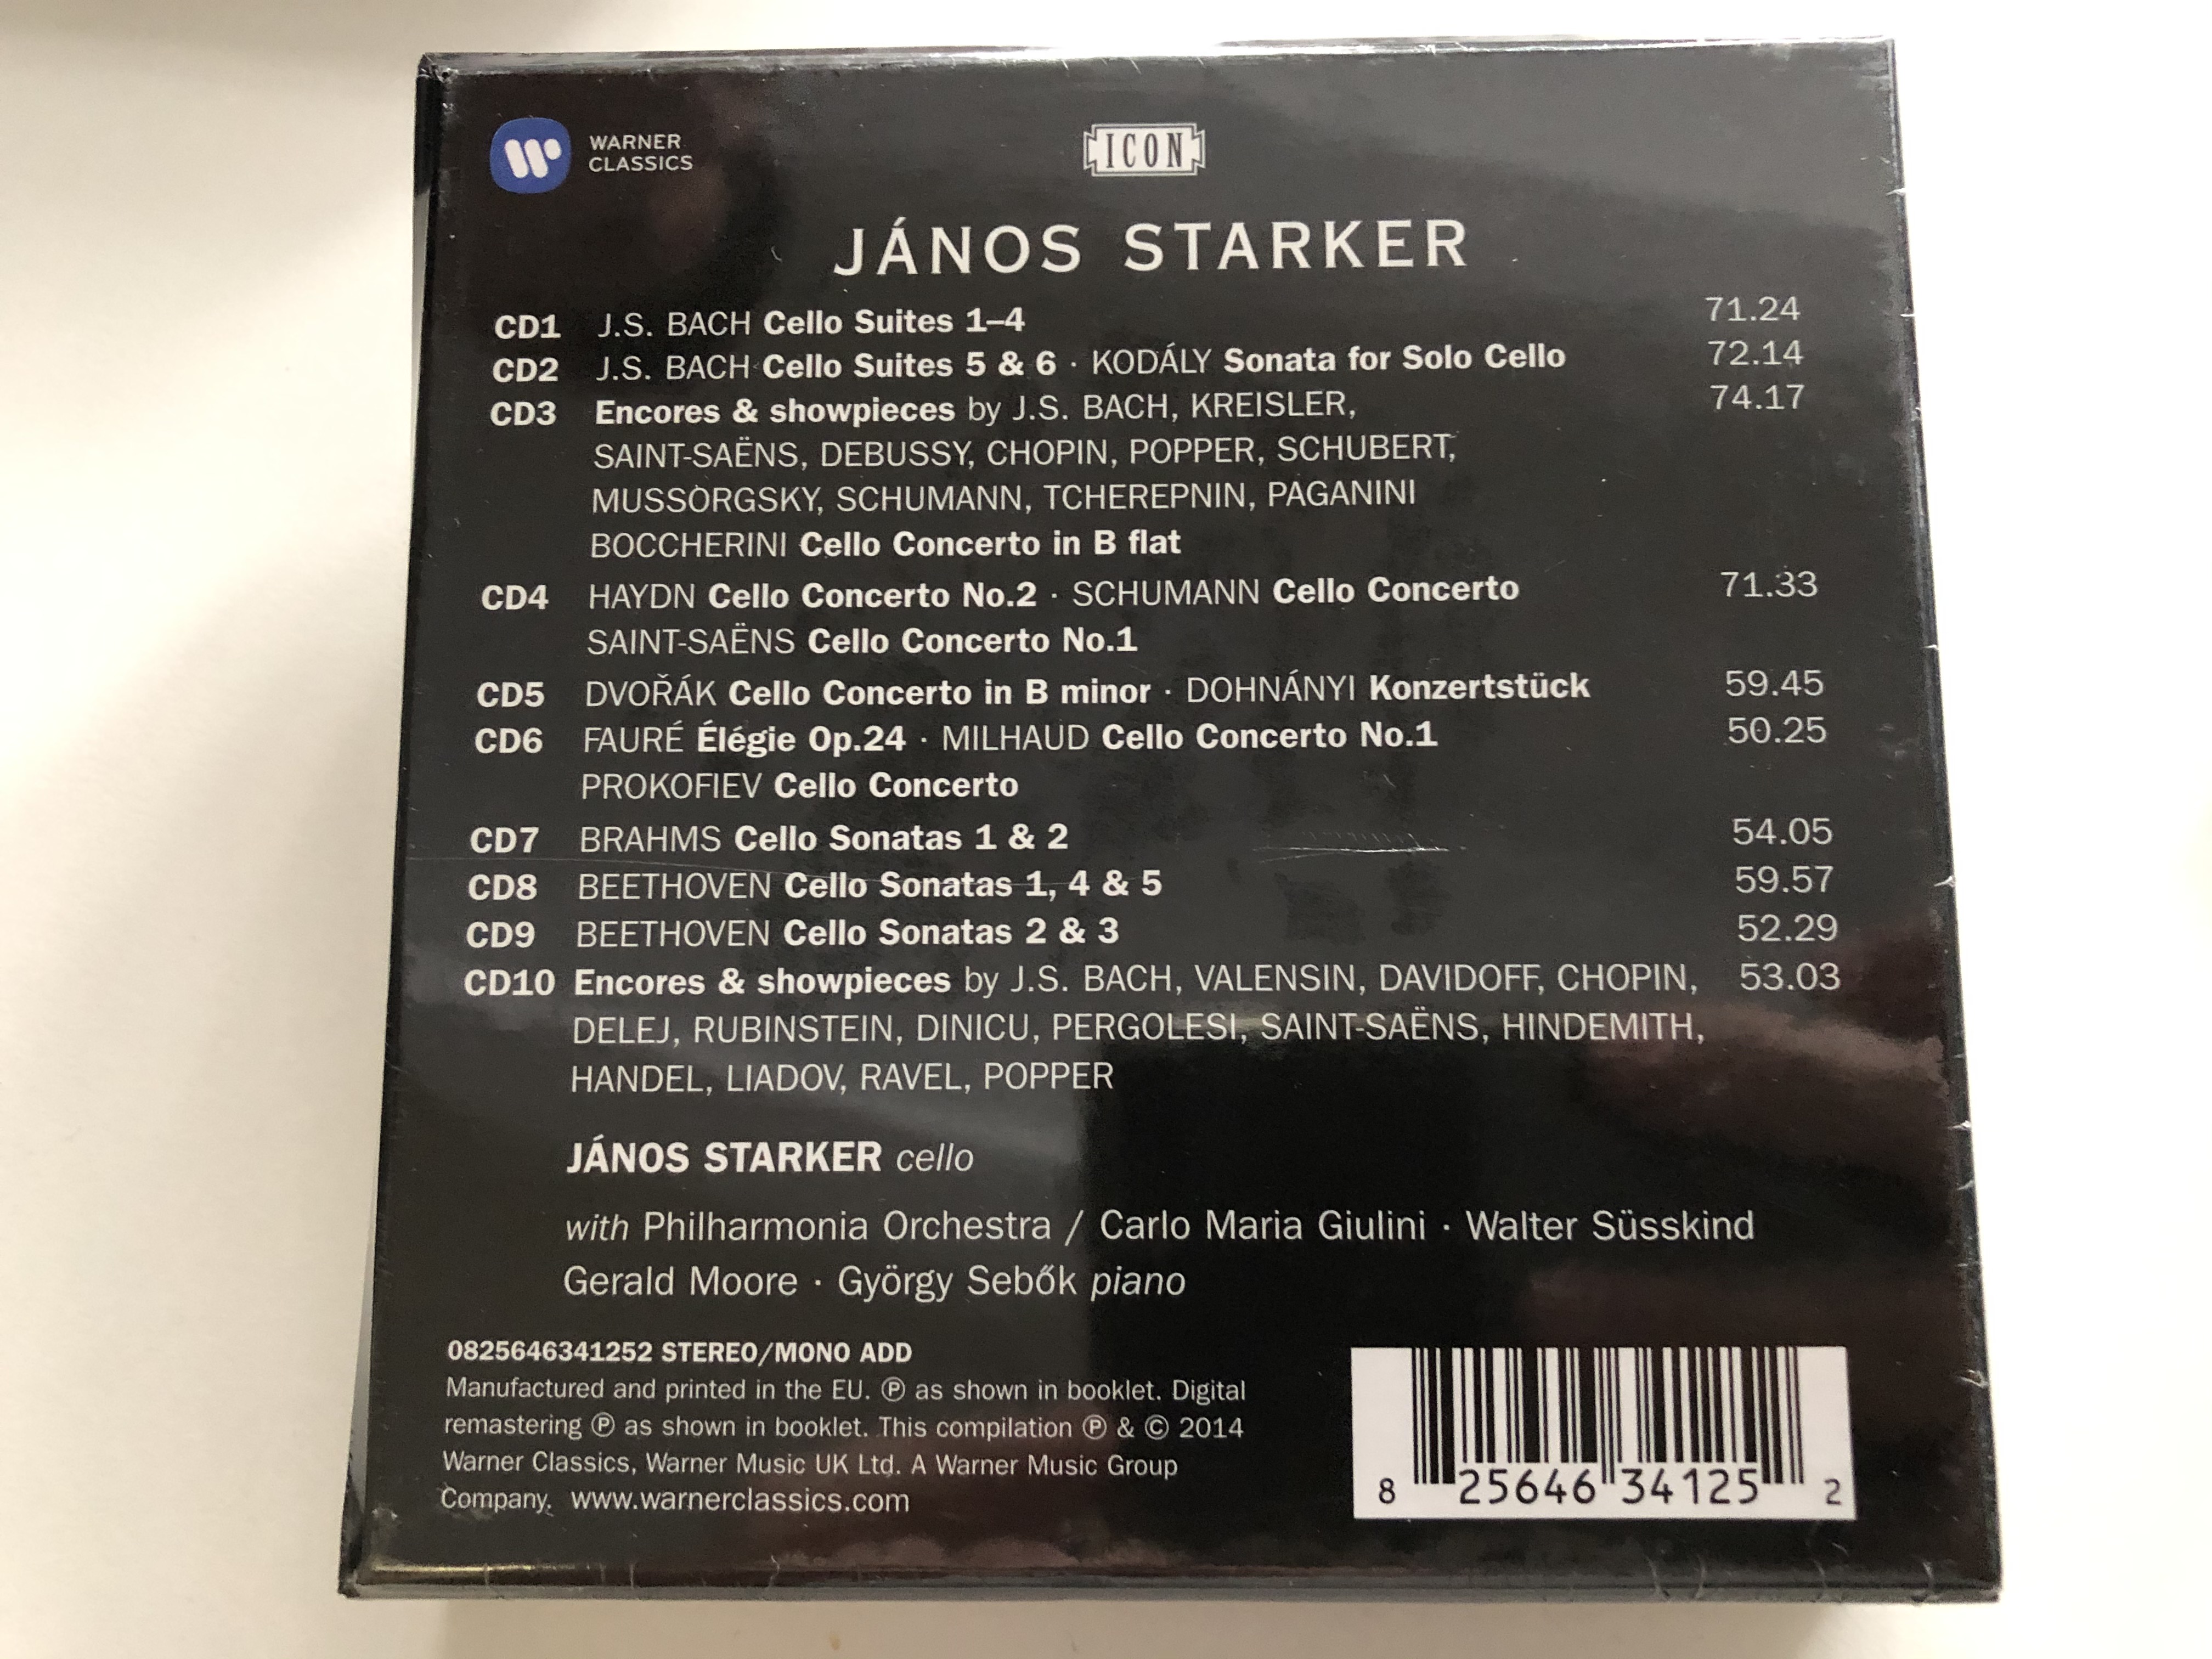 WARNER
CLASSICS
ICON
JÁNOS STARKER
CD1 J.S. BACH Cello Suites 1–4 71.24
CD2 J.S. BACH Cello Suites 5 & 6 · KODÁLY Sonata for Solo Cello 72.14
CD3 Encores & showpieces by J.S. BACH, KREISLER, 74.17
SAINT-SAËNS, DEBUSSY, CHOPIN, POPPER, SCHUBERT,
MUSSORGSKY, SCHUMANN, TCHEREPNIN, PAGANINI
BOCCHERINI Cello Concerto in B flat
CD4 HAYDN Cello Concerto No.2 · SCHUMANN Cello Concerto 71.33
SAINT-SAËNS Cello Concerto No.1
CD5 DVOŘÁK Cello Concerto in B minor · DOHNÁNYI Konzertstück 59.45
CD6 FAURÉ Élégie Op.24 · MILHAUD Cello Concerto No.1 50.25
PROKOFIEV Cello Concerto
CD7 BRAHMS Cello Sonatas 1 & 2 54.05
CD8 BEETHOVEN Cello Sonatas 1, 4 & 5 59.57
CD9 BEETHOVEN Cello Sonatas 2 & 3 52.29
CD10 Encores & showpieces by J.S. BACH, VALENSIN, DAVIDOFF, CHOPIN, 53.03
DELEJ, RUBINSTEIN, DINICU, PERGOLESI, SAINT-SAËNS, HINDEMITH,
HANDEL, LIADOV, RAVEL, POPPER
JÁNOS STARKER cello
with Philharmonia Orchestra / Carlo Maria Giulini · Walter Süsskind
Gerald Moore · György Sebők piano
0825646341252 STEREO/MONO ADD
Manufactured and printed in the EU. ℗ as shown in booklet. Digital
remastering ℗ as shown in booklet. This compilation ℗ & © 2014
Warner Classics, Warner Music UK Ltd. A Warner Music Group
Company. www.warnerclassics.com
8 25646 34125 2